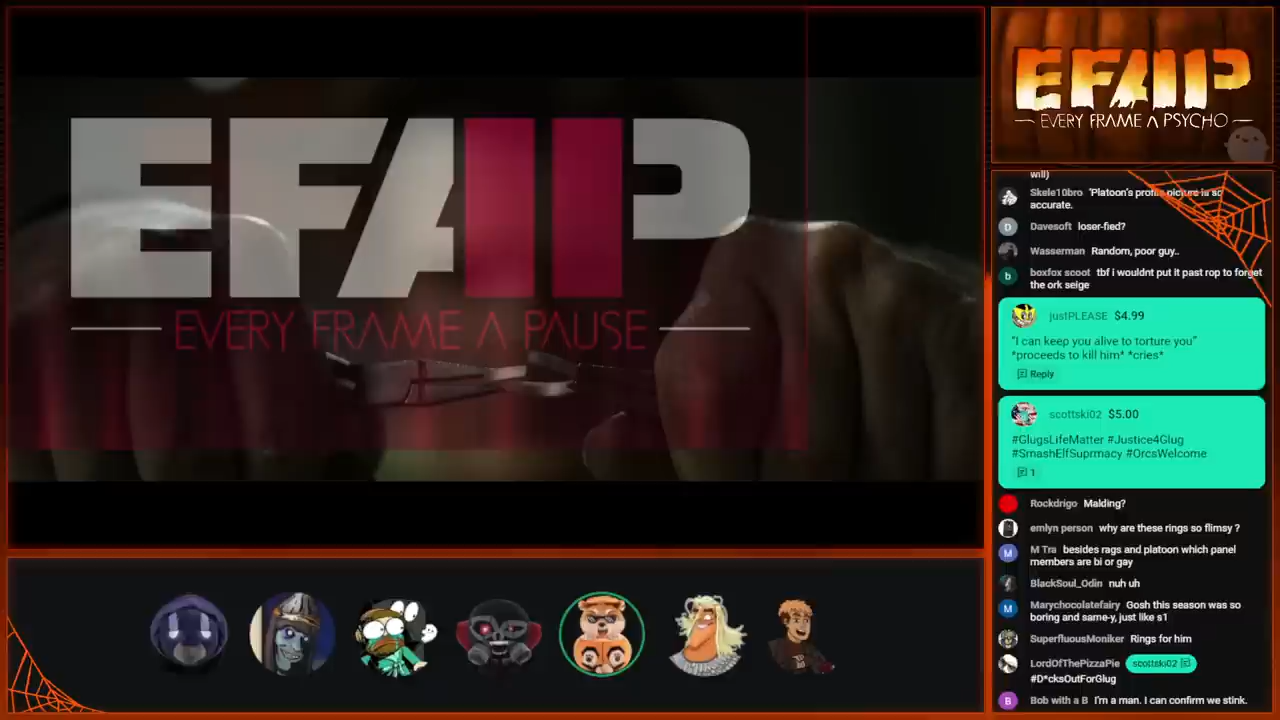 EFAIIP
EVERY FRAME A PAUSE
EFAIIP
EVERY FRAME A PSYCHO
will)
Skele10bro "Platoon's profile picture is so
accurate.
D Davesoft loser-fied?
Wasserman Random, poor guy..
b boxfox scoot tbf i wouldnt put it past rop to forget
the ork seige
justPLEASE $4.99
"I can keep you alive to torture you"
*proceeds to kill him* *cries*
Reply
scottski02 $5.00
#GlugsLifeMatter #Justice4Glug
#SmashElfSuprmacy #OrcsWelcome
1
Rockdrigo Malding?
emlyn person why are these rings so flimsy ?
M M Tra besides rags and platoon which panel
members are bi or gay
BlackSoul_Odin nuh uh
M Marychocolatefairy Gosh this season was so
boring and same-y, just like s1
SuperfluousMoniker Rings for him
LordOfThePizzaPie scottski02
#D*cksOutForGlug
B Bob with a B I'm a man. I can confirm we stink.